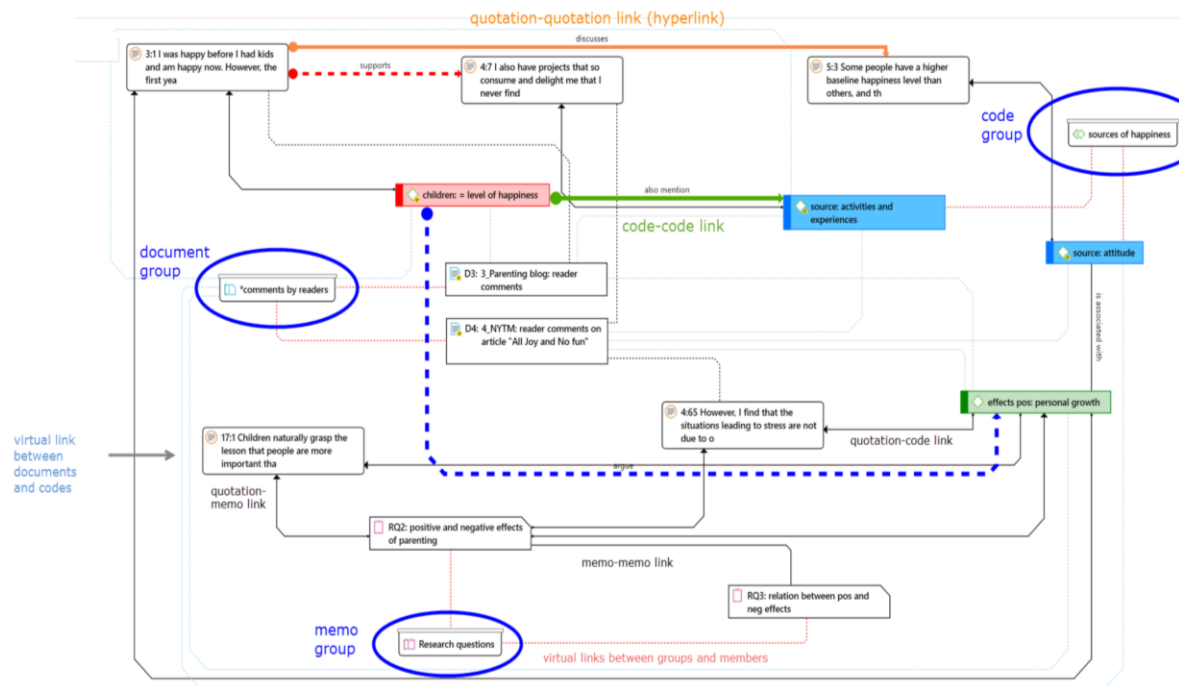 quotation-quotation link (hyperlink)
discusses
3:1 I was happy before I had kids
and am happy now. However, the
first yea
supports
4:7 I also have projects that so
consume and delight me that I
never find
5:3 Some people have a higher
baseline happiness level than
others, and th
code
group
sources of happiness
children: = level of happiness
also mention
source: activities and
experiences
code-code link
source: attitude
document
group
*comments by readers
D3: 3_Parenting blog: reader
comments
D4: 4_NYTM: reader comments on
article "All Joy and No fun"
is associated with
effects pos: personal growth
4:65 However, I find that the
situations leading to stress are not
due to o
quotation-code link
17:1 Children naturally grasp the
lesson that people are more
important tha
argue
virtual link
between
documents
and codes
quotation-
memo link
RQ2: positive and negative effects
of parenting
memo-memo link
RQ3: relation between pos and
neg effects
memo
group
Research questions
virtual links between groups and members